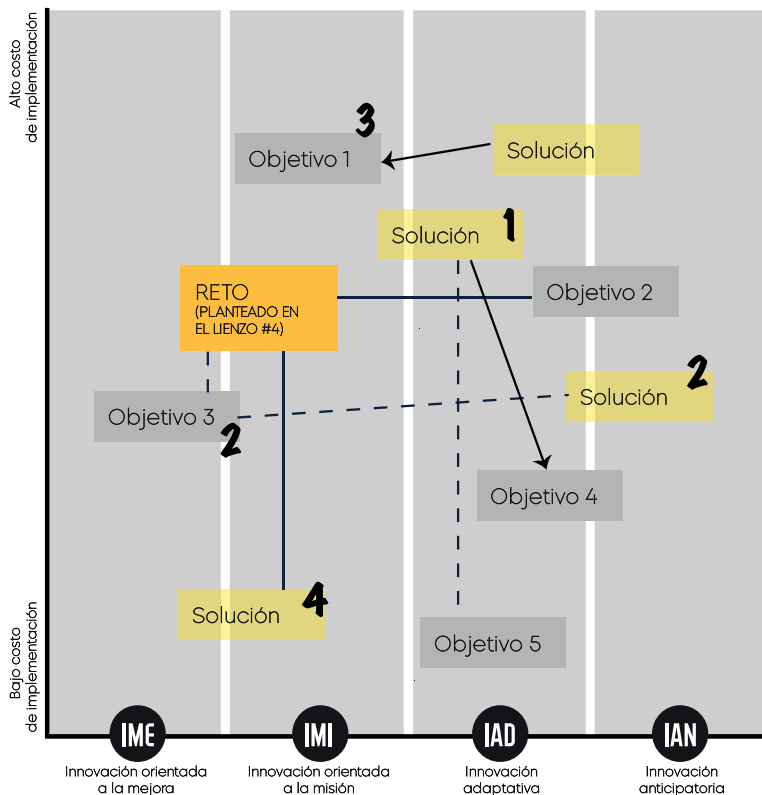 Alto costo
de implementación
3
Objetivo 1
Solución
Solución 1
RETO
(PLANTEADO EN
EL LIENZO #4)
Objetivo 2
Solución 2
Objetivo 3
2
Objetivo 4
Solución 4
Objetivo 5
Bajo costo
de implementación
IME
IMI
IAD
IAN
Innovación orientada
a la mejora
Innovación orientada
a la misión
Innovación
adaptativa
Innovación
anticipatoria